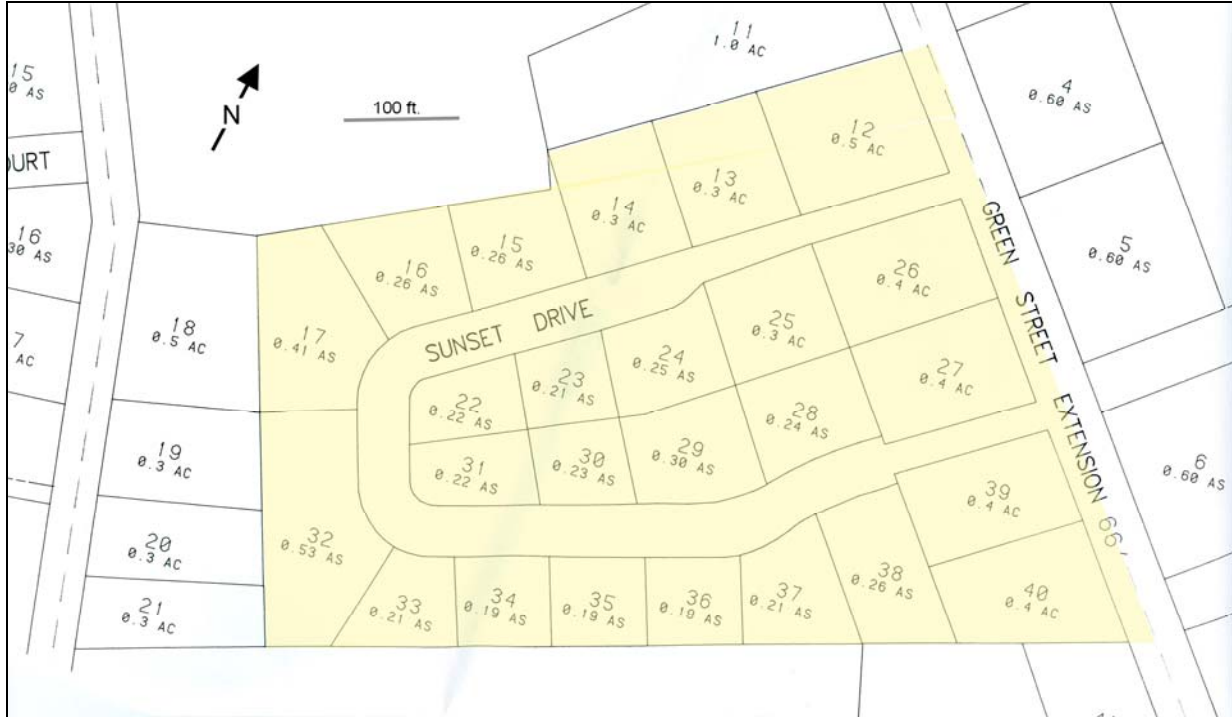 11
1.0 AC
15
0 AS
4
0.60 AS
N
100 ft.
12
0.5 AC
OURT
13
0.3 AC
14
0.3 AC
16
30 AS
15
0.26 AS
16
0.26 AS
GREEN STREET EXTENSION 66'
5
0.60 AS
26
0.4 AC
18
0.5 AC
17
0.41 AS
SUNSET DRIVE
25
0.3 AC
7
AC
24
0.25 AS
27
0.4 AC
23
0.21 AS
22
0.22 AS
28
0.24 AS
19
0.3 AC
31
0.22 AS
30
0.23 AS
29
0.30 AS
6
0.60 AS
39
0.4 AC
20
0.3 AC
32
0.53 AS
38
0.26 AS
21
0.3 AC
33
0.21 AS
34
0.19 AS
35
0.19 AS
36
0.19 AS
37
0.21 AS
40
0.4 AC